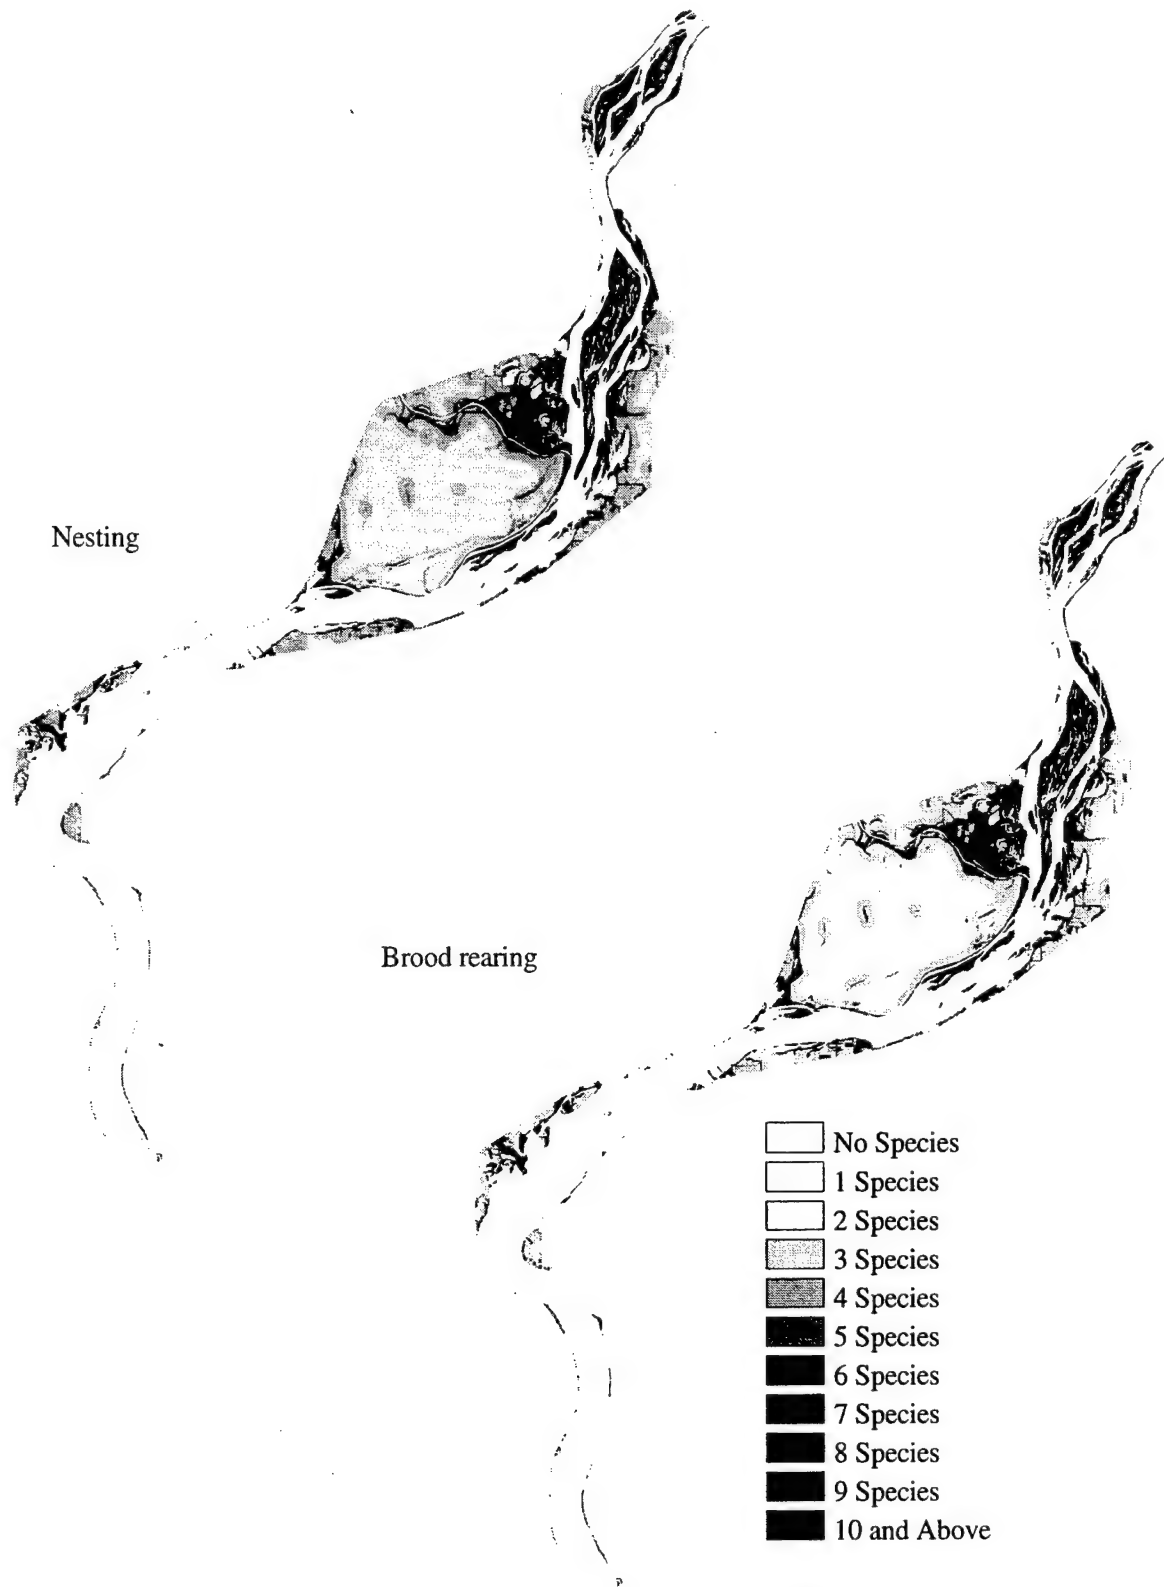 Nesting
Brood rearing
No Species
1 Species
2 Species
3 Species
4 Species
5 Species
6 Species
7 Species
8 Species
9 Species
10 and Above